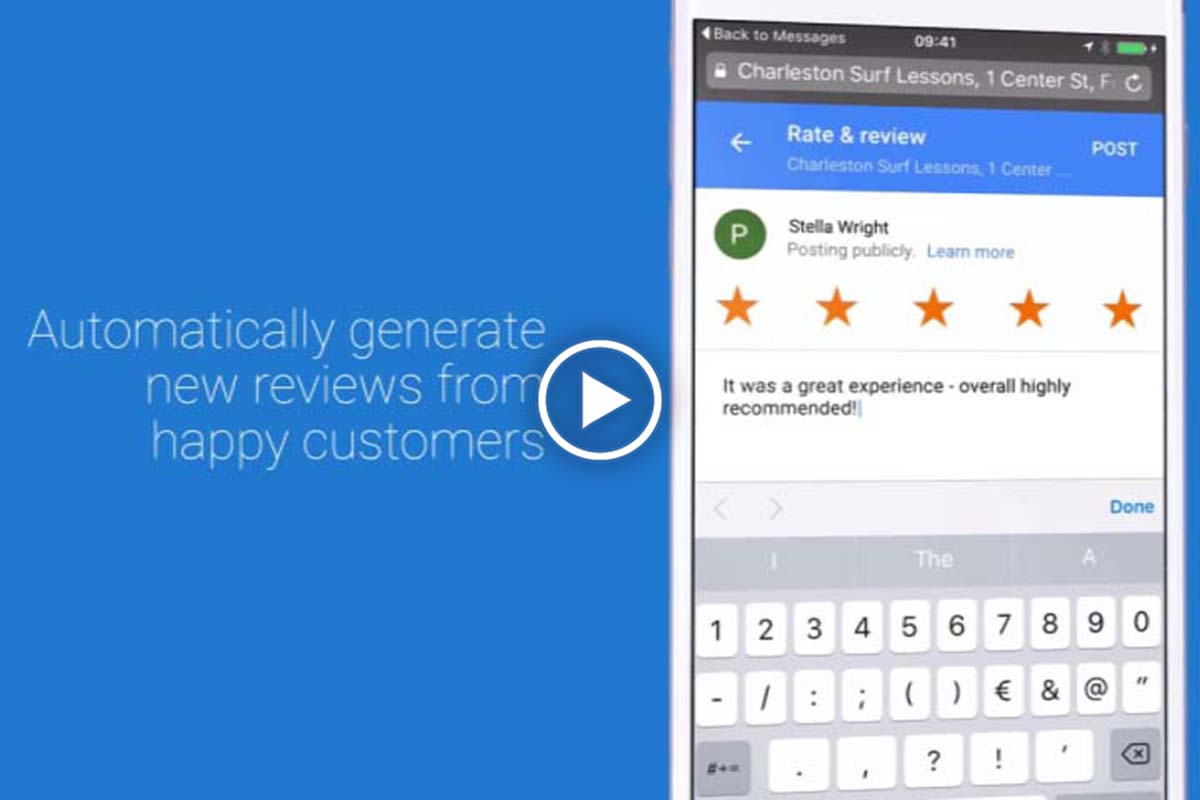 Automatically generate
new reviews from
happy customers
Back to Messages
09:41
Charleston Surf Lessons, 1 Center St, F
Rate & review
POST
Charleston Surf Lessons, 1 Center ...
P
Stella Wright
Posting publicly. Learn more
It was a great experience - overall highly
recommended!
Done
I The A
1 2 3 4 5 6 7 8 9 0
- / : ; ( ) € & @ "
#+= . , ? ! '